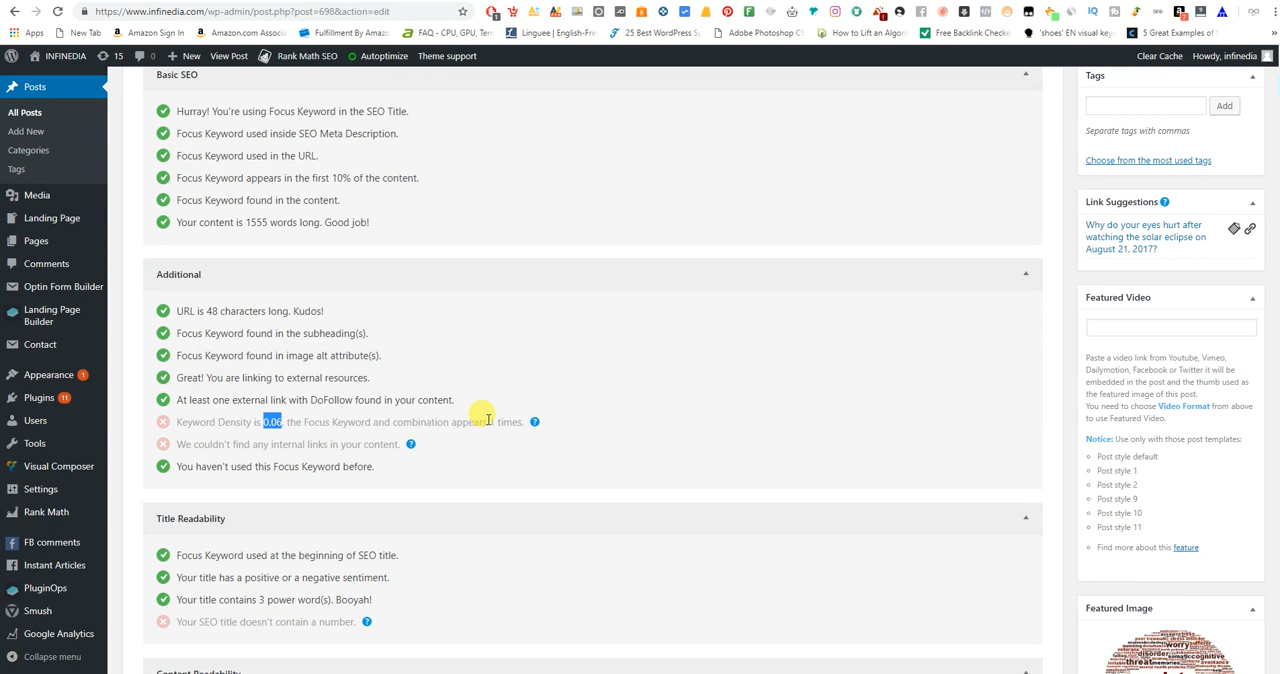 https://www.infinedia.com/wp-admin/post.php?post=698&action=edit
Apps
New Tab
Amazon Sign In
Amazon.com Associ
Fulfillment By Amazo
FAQ - CPU, GPU, Ten
Linguee | English-Fre
25 Best WordPress S
Adobe Photoshop C
How to Lift an Algor
Free Backlink Checke
'shoes' EN visual key
5 Great Examples of
INFINEDIA
15
New
View Post
Rank Math SEO
Autoptimize
Theme support
Clear Cache
Howdy, infinedia
Posts
All Posts
Add New
Categories
Tags
Media
Landing Page
Pages
Comments
Optin Form Builder
Landing Page
Builder
Contact
Appearance 1
Plugins 11
Users
Tools
Visual Composer
Settings
Rank Math
FB comments
Instant Articles
PluginOps
Smush
Google Analytics
Collapse menu
Basic SEO
Hurray! You're using Focus Keyword in the SEO Title.
Focus Keyword used inside SEO Meta Description.
Focus Keyword used in the URL.
Focus Keyword appears in the first 10% of the content.
Focus Keyword found in the content.
Your content is 1555 words long. Good job!
Additional
URL is 48 characters long. Kudos!
Focus Keyword found in the subheading(s).
Focus Keyword found in image alt attribute(s).
Great! You are linking to external resources.
At least one external link with DoFollow found in your content.
Keyword Density is 0.06, the Focus Keyword and combination appears 1 times.
We couldn't find any internal links in your content.
You haven't used this Focus Keyword before.
Title Readability
Focus Keyword used at the beginning of SEO title.
Your title has a positive or a negative sentiment.
Your title contains 3 power word(s). Booyah!
Your SEO title doesn't contain a number.
Content Readability
Tags
Add
Separate tags with commas
Choose from the most used tags
Link Suggestions
Why do your eyes hurt after
watching the solar eclipse on
August 21, 2017?
Featured Video
Paste a video link from Youtube, Vimeo,
Dailymotion, Facebook or Twitter it will be
embedded in the post and the thumb used as
the featured image of this post.
You need to choose Video Format from above
to use Featured Video.
Notice: Use only with those post templates:
Post style default
Post style 1
Post style 2
Post style 9
Post style 10
Post style 11
Find more about this feature
Featured Image
worry
disorder
somatic cognitive
threat memories
avoidance